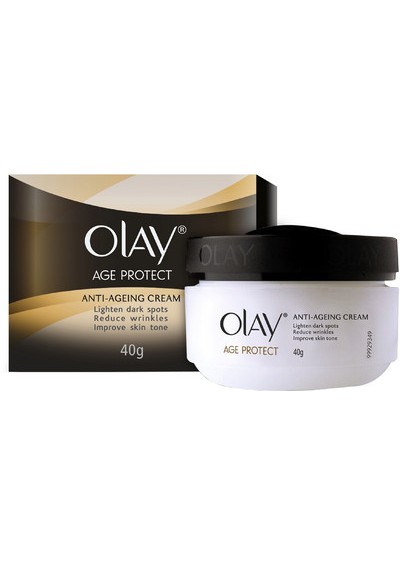 OLAY®
AGE PROTECT
ANTI-AGEING CREAM
Lighten dark spots
Reduce wrinkles
Improve skin tone
40g
OLAY®
AGE PROTECT
ANTI-AGEING CREAM
Lighten dark spots
Reduce wrinkles
Improve skin tone
40g
99929349